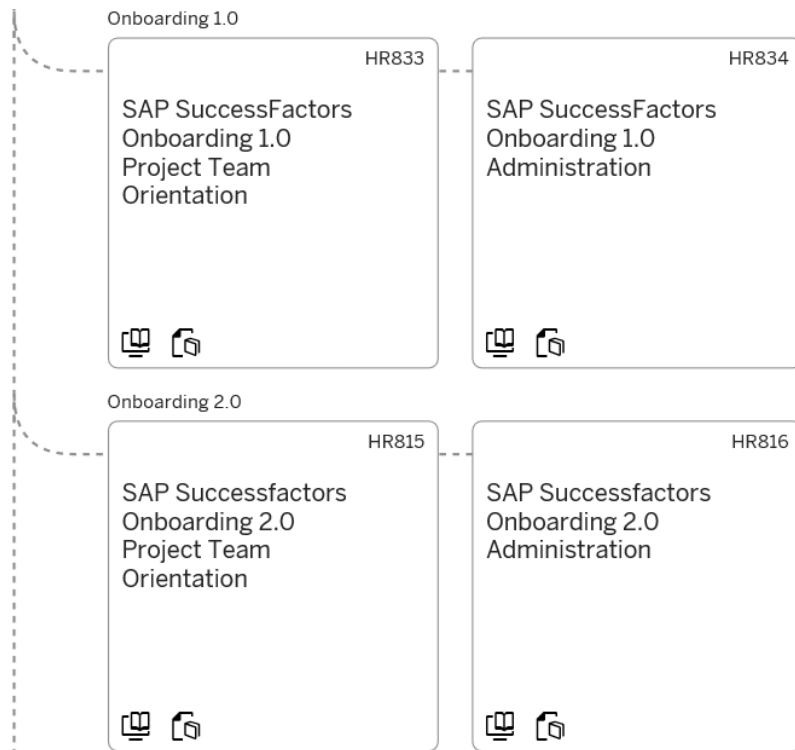 Onboarding 1.0
HR833
SAP SuccessFactors
Onboarding 1.0
Project Team
Orientation
HR834
SAP SuccessFactors
Onboarding 1.0
Administration
Onboarding 2.0
HR815
SAP Successfactors
Onboarding 2.0
Project Team
Orientation
HR816
SAP Successfactors
Onboarding 2.0
Administration